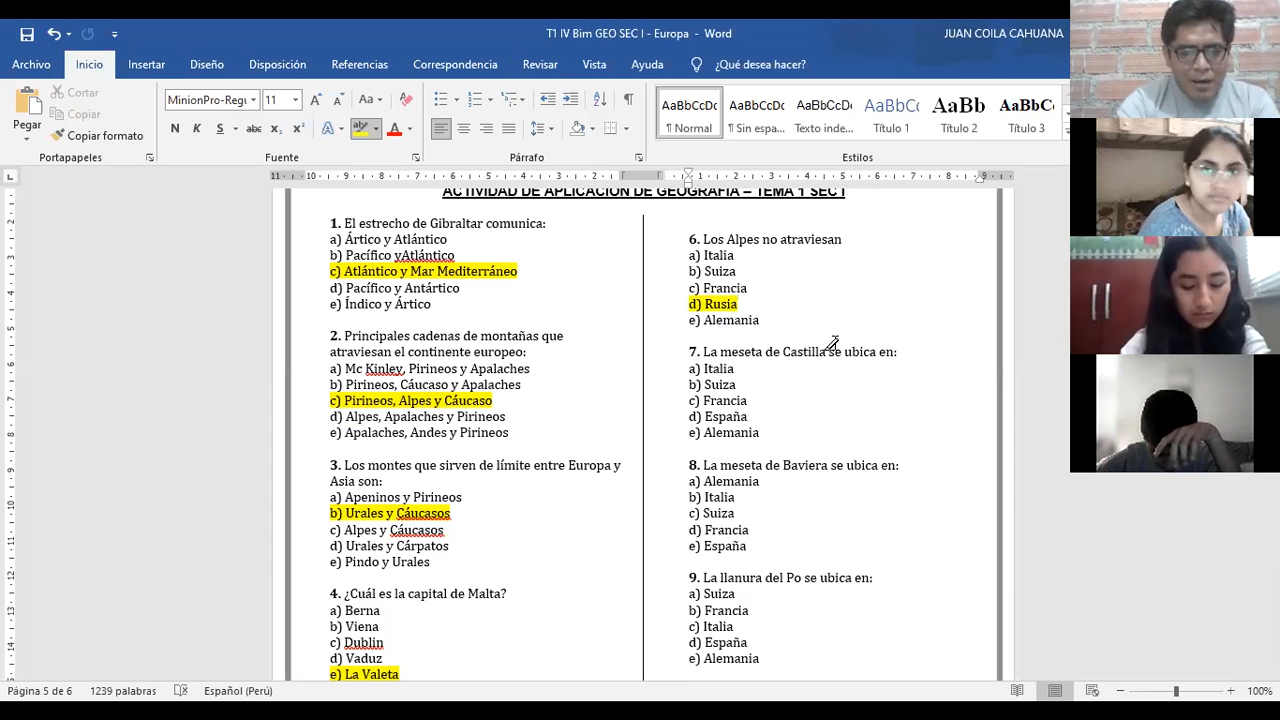 T1 IV Bim GEO SEC I - Europa - Word
JUAN COILA CAHUANA
Archivo Inicio Insertar Diseño Disposición Referencias Correspondencia Revisar Vista Ayuda ¿Qué desea hacer?
Pegar
Cortar
Copiar
Copiar formato
Portapapeles
MinionPro-Regu 11
N K S abc x₂ x²
Fuente
Párrafo
AaBbCcDc AaBbCcDc AaBbCcDc AaBbCc AaBb AaBbCc
¶ Normal ¶ Sin espa... Texto inde... Título 1 Título 2 Título 3
Estilos
ACTIVIDAD DE APLICACIÓN DE GEOGRAFÍA – TEMA 1 SEC I
1. El estrecho de Gibraltar comunica:
a) Ártico y Atlántico
b) Pacífico yAtlántico
c) Atlántico y Mar Mediterráneo
d) Pacífico y Antártico
e) Índico y Ártico
2. Principales cadenas de montañas que
atraviesan el continente europeo:
a) Mc Kinley, Pirineos y Apalaches
b) Pirineos, Cáucaso y Apalaches
c) Pirineos, Alpes y Cáucaso
d) Alpes, Apalaches y Pirineos
e) Apalaches, Andes y Pirineos
3. Los montes que sirven de límite entre Europa y
Asia son:
a) Apeninos y Pirineos
b) Urales y Cáucasos
c) Alpes y Cáucasos
d) Urales y Cárpatos
e) Pindo y Urales
4. ¿Cuál es la capital de Malta?
a) Berna
b) Viena
c) Dublin
d) Vaduz
e) La Valeta
6. Los Alpes no atraviesan
a) Italia
b) Suiza
c) Francia
d) Rusia
e) Alemania
7. La meseta de Castilla se ubica en:
a) Italia
b) Suiza
c) Francia
d) España
e) Alemania
8. La meseta de Baviera se ubica en:
a) Alemania
b) Italia
c) Suiza
d) Francia
e) España
9. La llanura del Po se ubica en:
a) Suiza
b) Francia
c) Italia
d) España
e) Alemania
Página 5 de 6 1239 palabras Español (Perú) 100%